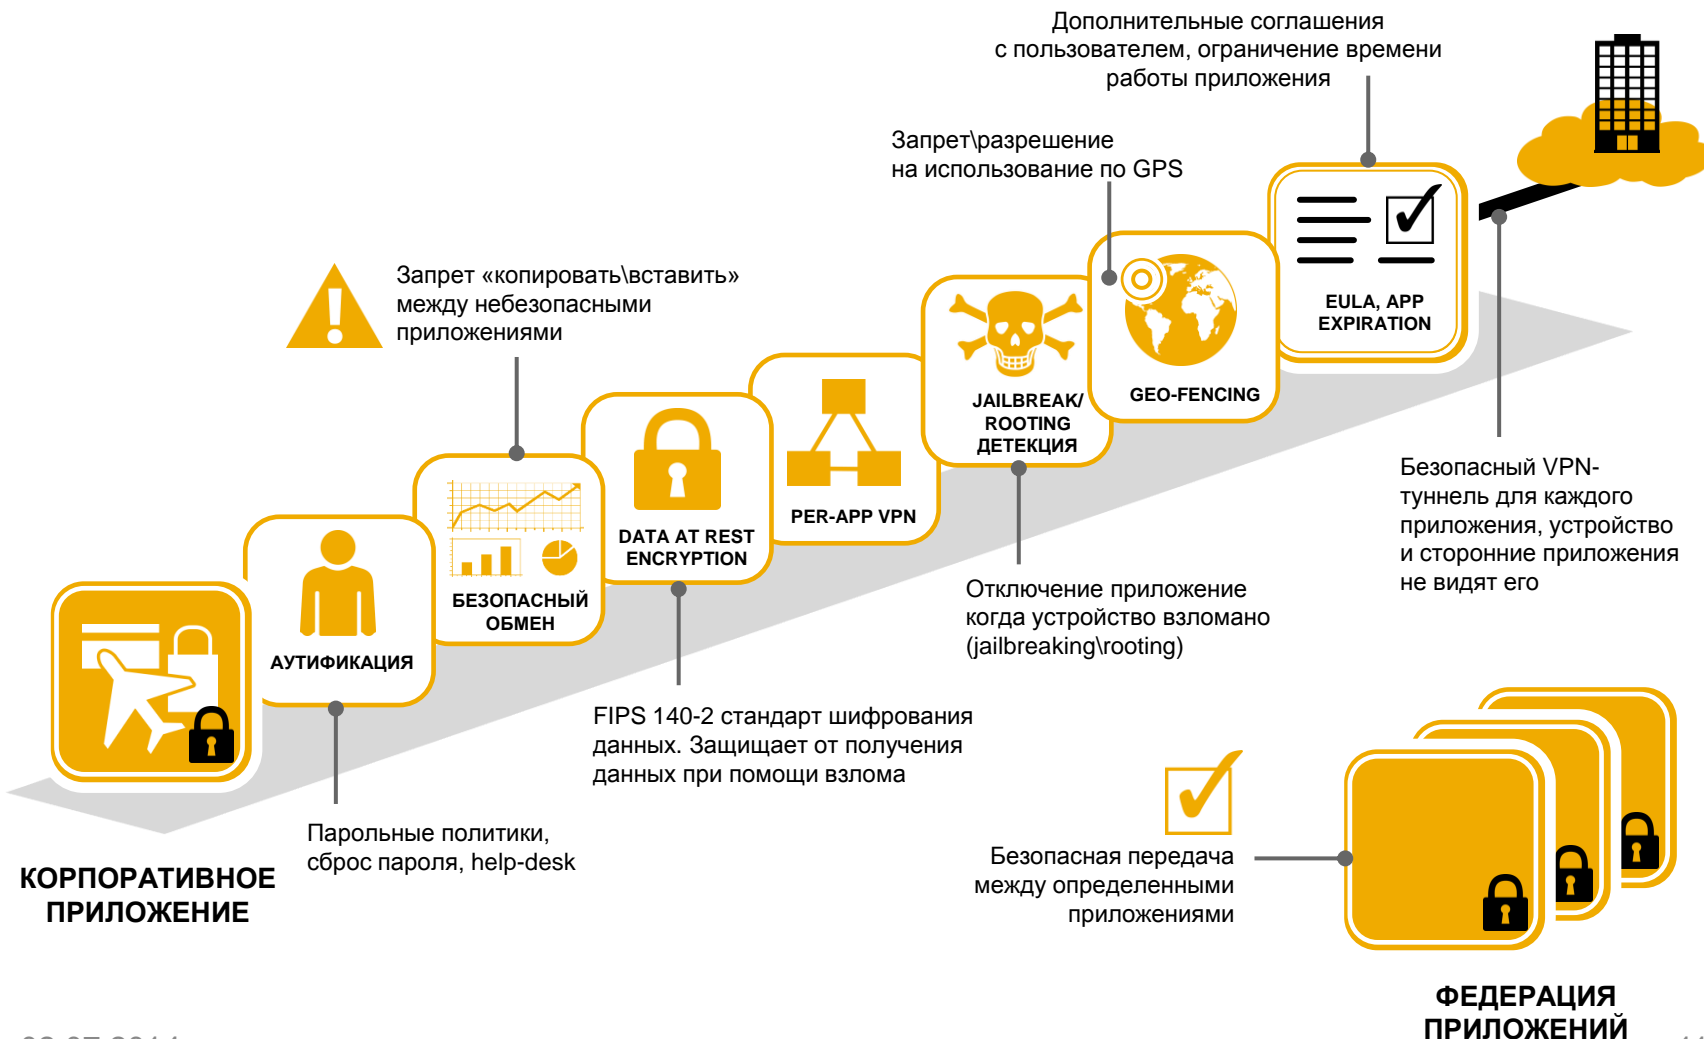 Дополнительные соглашения
с пользователем, ограничение времени
работы приложения
Запрет\разрешение
на использование по GPS
Запрет «копировать\вставить»
между небезопасными
приложениями
EULA, APP
EXPIRATION
GEO-FENCING
JAILBREAK/
ROOTING
ДЕТЕКЦИЯ
PER-APP VPN
DATA AT REST
ENCRYPTION
БЕЗОПАСНЫЙ
ОБМЕН
АУТИФИКАЦИЯ
Безопасный VPN-
туннель для каждого
приложения, устройство
и сторонние приложения
не видят его
Отключение приложение
когда устройство взломано
(jailbreaking\rooting)
FIPS 140-2 стандарт шифрования
данных. Защищает от получения
данных при помощи взлома
Парольные политики,
сброс пароля, help-desk
КОРПОРАТИВНОЕ
ПРИЛОЖЕНИЕ
Безопасная передача
между определенными
приложениями
ФЕДЕРАЦИЯ
ПРИЛОЖЕНИЙ